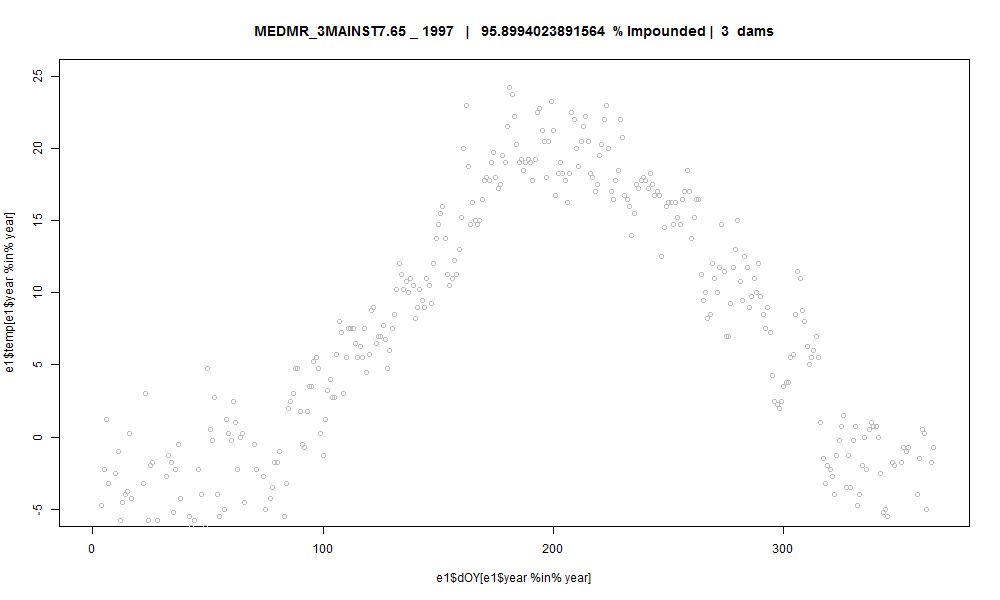 MEDMR_3MAINST7.65 _ 1997 | 95.8994023891564 % Impounded | 3 dams
25
20
15
10
5
0
-5
e1$temp[e1$year %in% year]
0 100 200 300
e1$dOY[e1$year %in% year]